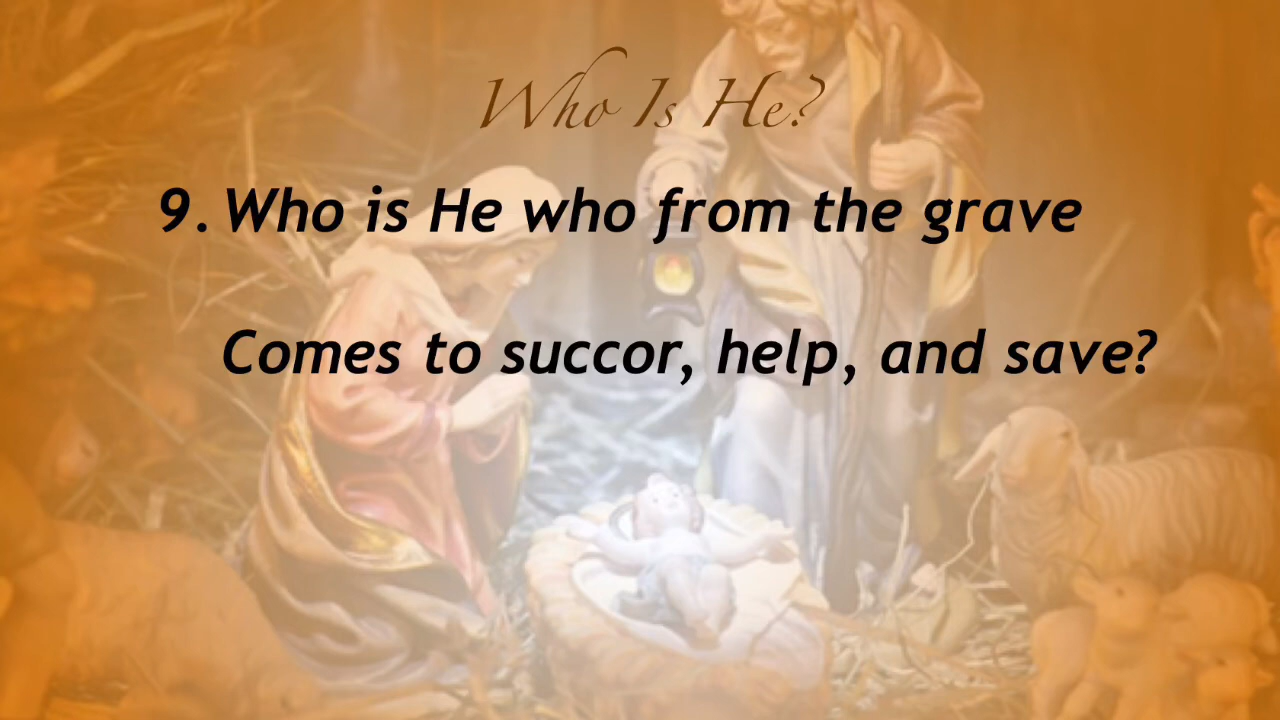 Who Is He?
9. Who is He who from the grave
Comes to succor, help, and save?